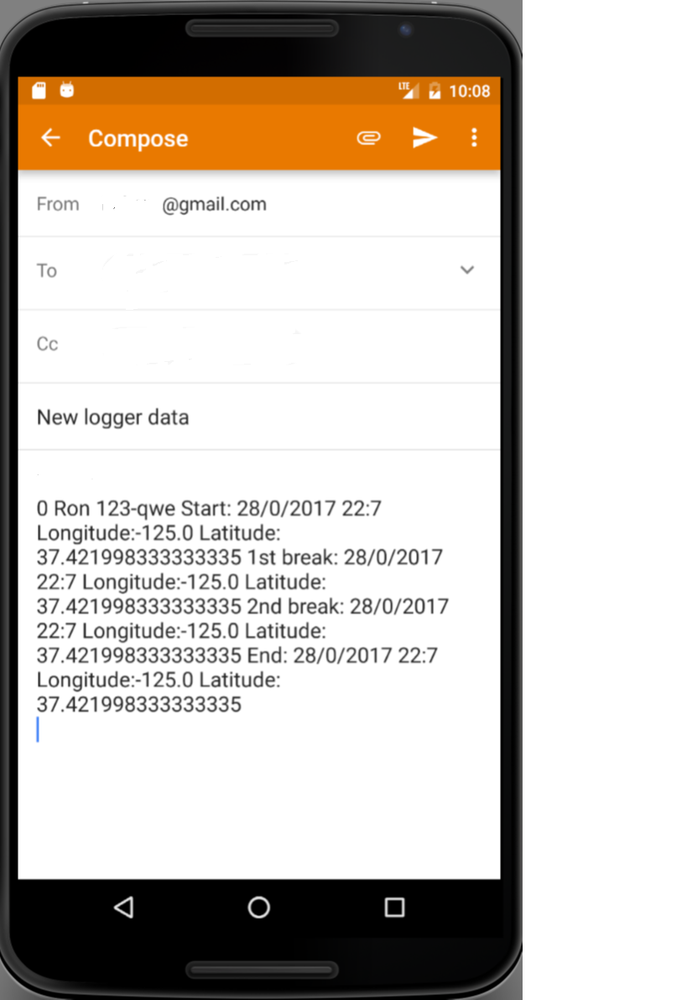 LTE 10:08
Compose
From @gmail.com
To
Cc
New logger data
0 Ron 123-qwe Start: 28/0/2017 22:7
Longitude:-125.0 Latitude:
37.421998333333335 1st break: 28/0/2017
22:7 Longitude:-125.0 Latitude:
37.421998333333335 2nd break: 28/0/2017
22:7 Longitude:-125.0 Latitude:
37.421998333333335 End: 28/0/2017 22:7
Longitude:-125.0 Latitude:
37.421998333333335